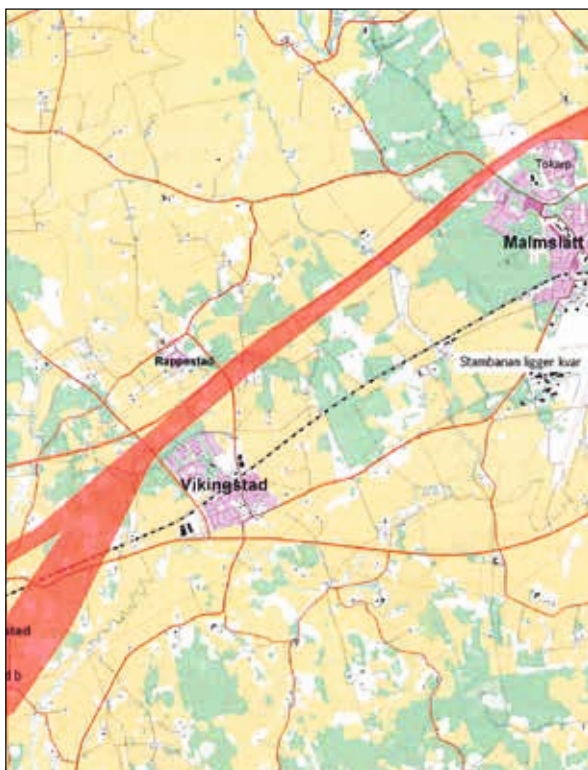 Tokarp
Malmslätt
Rappestad
Stambanan ligger kvar
Vikingstad
stad
d b